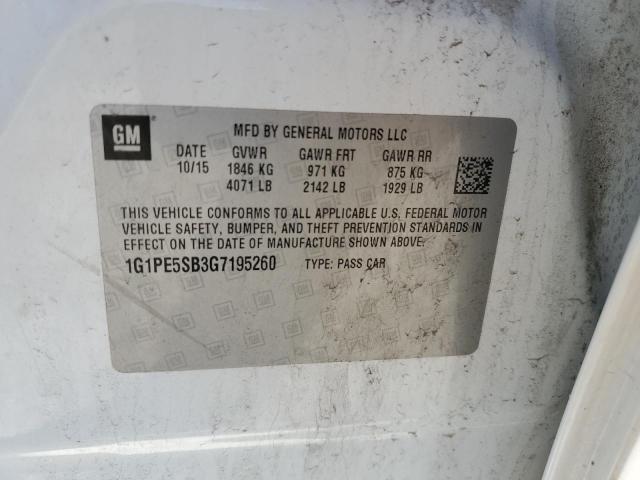 GM
MFD BY GENERAL MOTORS LLC
DATE GVWR GAWR FRT GAWR RR
10/15 1846 KG 971 KG 875 KG
4071 LB 2142 LB 1929 LB
THIS VEHICLE CONFORMS TO ALL APPLICABLE U.S. FEDERAL MOTOR
VEHICLE SAFETY, BUMPER, AND THEFT PREVENTION STANDARDS IN
EFFECT ON THE DATE OF MANUFACTURE SHOWN ABOVE.
1G1PE5SB3G7195260 TYPE: PASS CAR